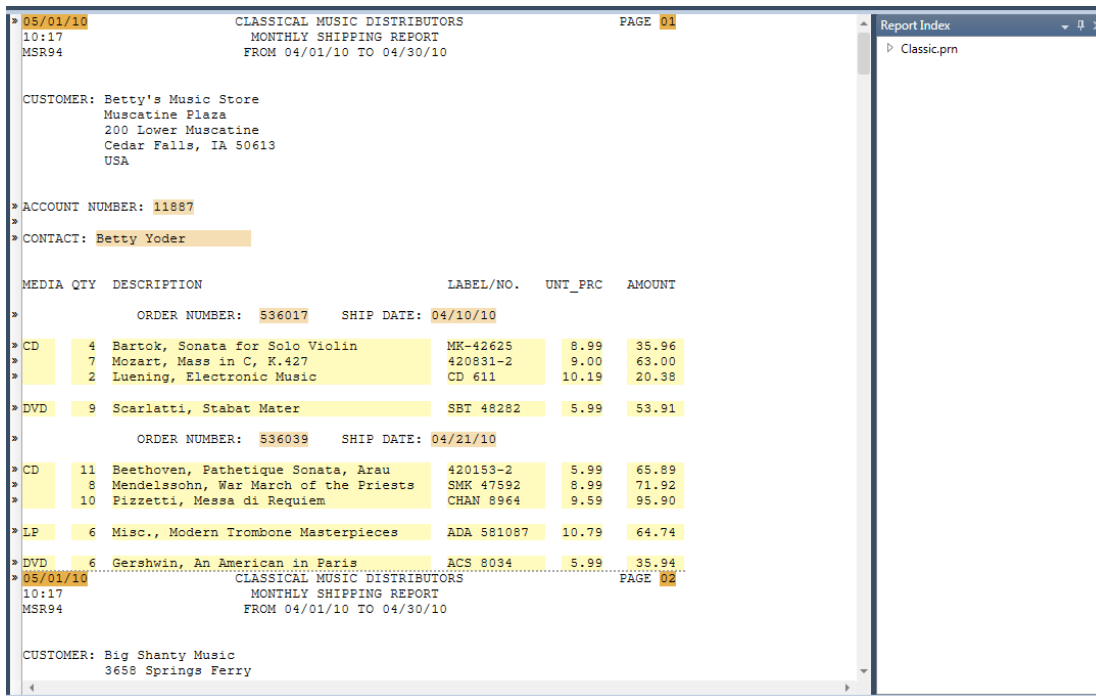 » 05/01/10 CLASSICAL MUSIC DISTRIBUTORS PAGE 01
10:17 MONTHLY SHIPPING REPORT
MSR94 FROM 04/01/10 TO 04/30/10
CUSTOMER: Betty's Music Store
Muscatine Plaza
200 Lower Muscatine
Cedar Falls, IA 50613
USA
» ACCOUNT NUMBER: 11887
»
» CONTACT: Betty Yoder
MEDIA QTY DESCRIPTION LABEL/NO. UNT_PRC AMOUNT
» ORDER NUMBER: 536017 SHIP DATE: 04/10/10
» CD 4 Bartok, Sonata for Solo Violin MK-42625 8.99 35.96
» 7 Mozart, Mass in C, K.427 420831-2 9.00 63.00
» 2 Luening, Electronic Music CD 611 10.19 20.38
» DVD 9 Scarlatti, Stabat Mater SBT 48282 5.99 53.91
» ORDER NUMBER: 536039 SHIP DATE: 04/21/10
» CD 11 Beethoven, Pathetique Sonata, Arau 420153-2 5.99 65.89
» 8 Mendelssohn, War March of the Priests SMK 47592 8.99 71.92
» 10 Pizzetti, Messa di Requiem CHAN 8964 9.59 95.90
» LP 6 Misc., Modern Trombone Masterpieces ADA 581087 10.79 64.74
» DVD 6 Gershwin, An American in Paris ACS 8034 5.99 35.94
» 05/01/10 CLASSICAL MUSIC DISTRIBUTORS PAGE 02
10:17 MONTHLY SHIPPING REPORT
MSR94 FROM 04/01/10 TO 04/30/10
CUSTOMER: Big Shanty Music
3658 Springs Ferry
Report Index
Classic.prn